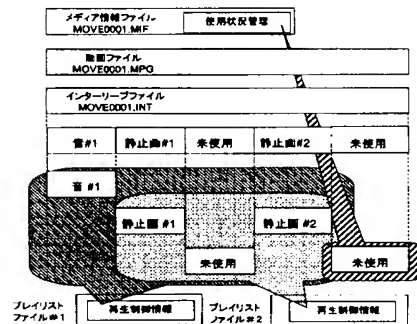 メディア情報ファイル
MOVE0001.MIF
使用状況管理
動画ファイル
MOVE0001.MPG
インターリーブファイル
MOVE0001.INT
音#1 静止画#1 未使用 静止画#2 未使用
音 #1
静止画 #1 静止画 #2
未使用 未使用
プレイリスト
ファイル#1
再生制御情報
プレイリスト
ファイル#2
再生制御情報